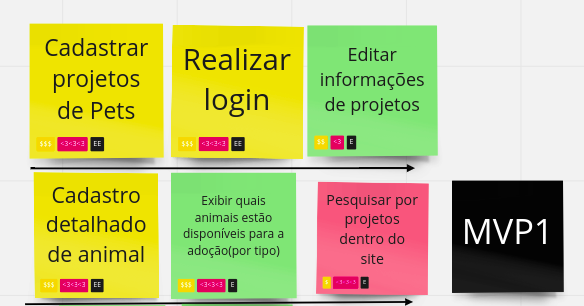 Cadastrar
projetos
de Pets
$$$ <3<3<3 EE
Realizar
login
$$$ <3<3<3 EE
Editar
informações
de projetos
$$ <3 E
Cadastro
detalhado
de animal
$$$ <3<3<3 EE
Exibir quais
animais estão
disponíveis para a
adoção(por tipo)
$$$ <3<3<3 E
Pesquisar por
projetos
dentro do
site
$ <3<3<3 E
MVP1